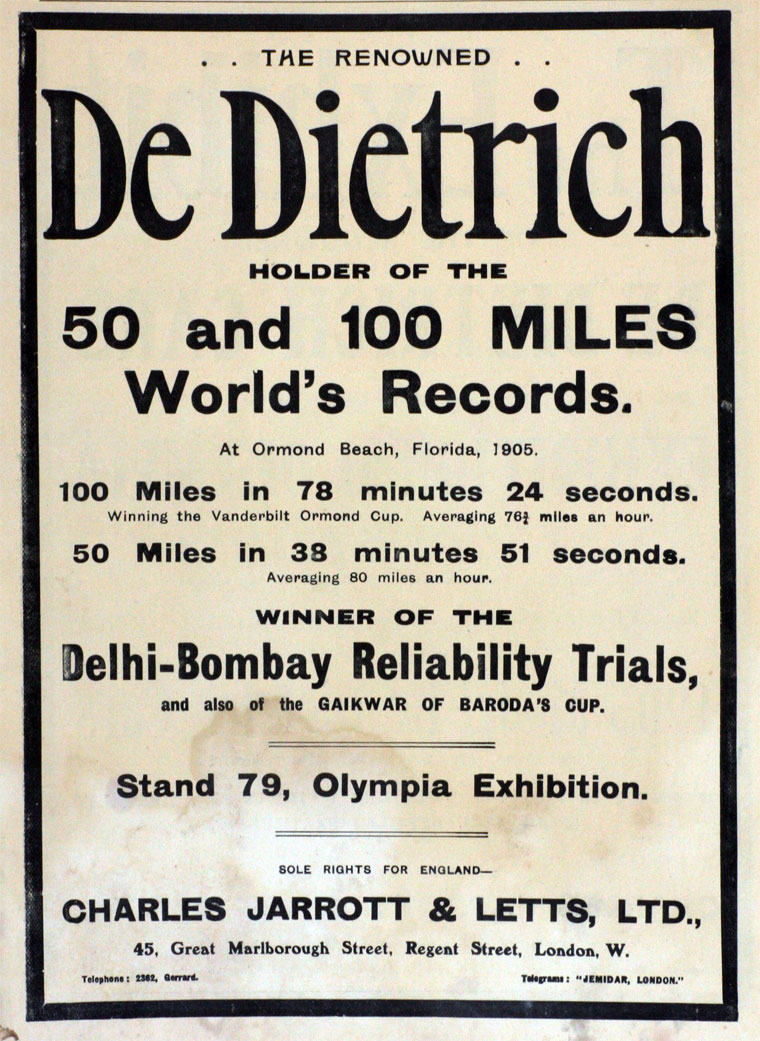 . . THE RENOWNED . .
De Dietrich
HOLDER OF THE
50 and 100 MILES
World's Records.
At Ormond Beach, Florida, 1905.
100 Miles in 78 minutes 24 seconds.
Winning the Vanderbilt Ormond Cup. Averaging 76¾ miles an hour.
50 Miles in 38 minutes 51 seconds.
Averaging 80 miles an hour.
WINNER OF THE
Delhi-Bombay Reliability Trials,
and also of the GAIKWAR OF BARODA'S CUP.
Stand 79, Olympia Exhibition.
SOLE RIGHTS FOR ENGLAND—
CHARLES JARROTT & LETTS, LTD.,
45, Great Marlborough Street, Regent Street, London, W.
Telephone: 2362, Gerrard. Telegrams: "JEMIDAR, LONDON."